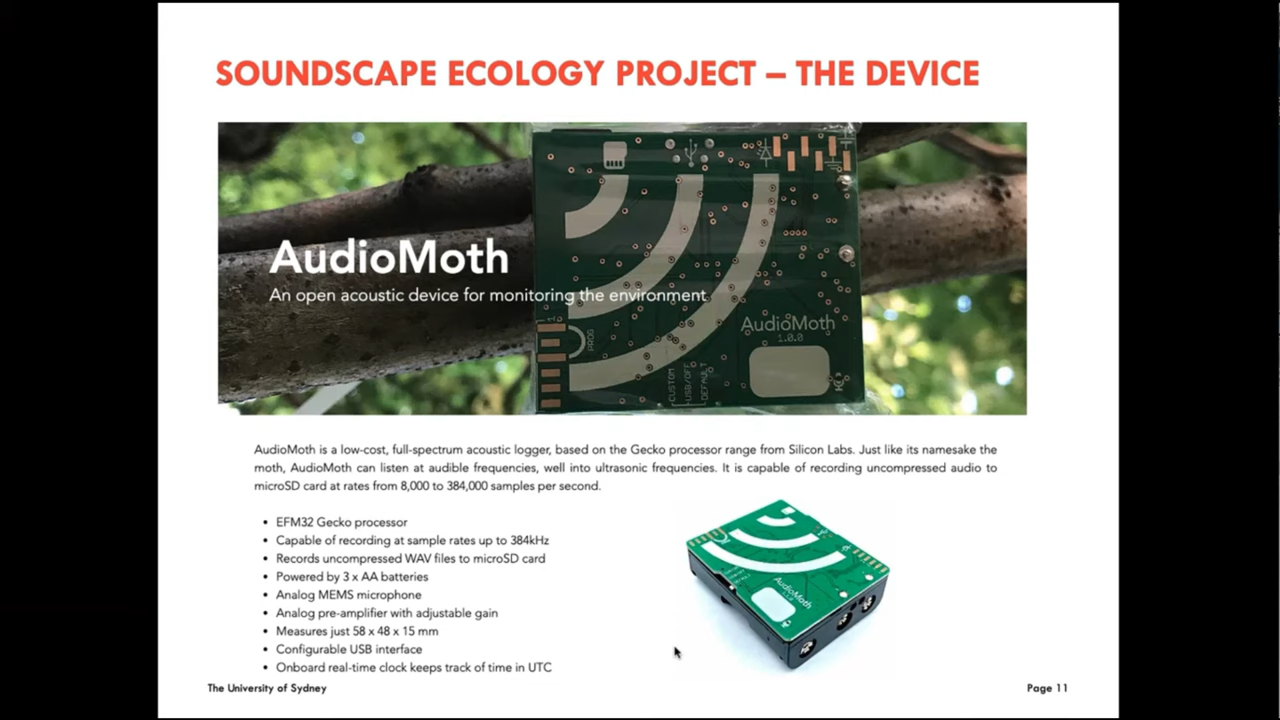 SOUNDSCAPE ECOLOGY PROJECT – THE DEVICE
AudioMoth
An open acoustic device for monitoring the environment
PROG
AudioMoth
1.0.0
CUSTOM
USB/OFF
DEFAULT
AudioMoth is a low-cost, full-spectrum acoustic logger, based on the Gecko processor range from Silicon Labs. Just like its namesake the
moth, AudioMoth can listen at audible frequencies, well into ultrasonic frequencies. It is capable of recording uncompressed audio to
microSD card at rates from 8,000 to 384,000 samples per second.
• EFM32 Gecko processor
• Capable of recording at sample rates up to 384kHz
• Records uncompressed WAV files to microSD card
• Powered by 3 x AA batteries
• Analog MEMS microphone
• Analog pre-amplifier with adjustable gain
• Measures just 58 x 48 x 15 mm
• Configurable USB interface
• Onboard real-time clock keeps track of time in UTC
AudioMoth
The University of Sydney
Page 11